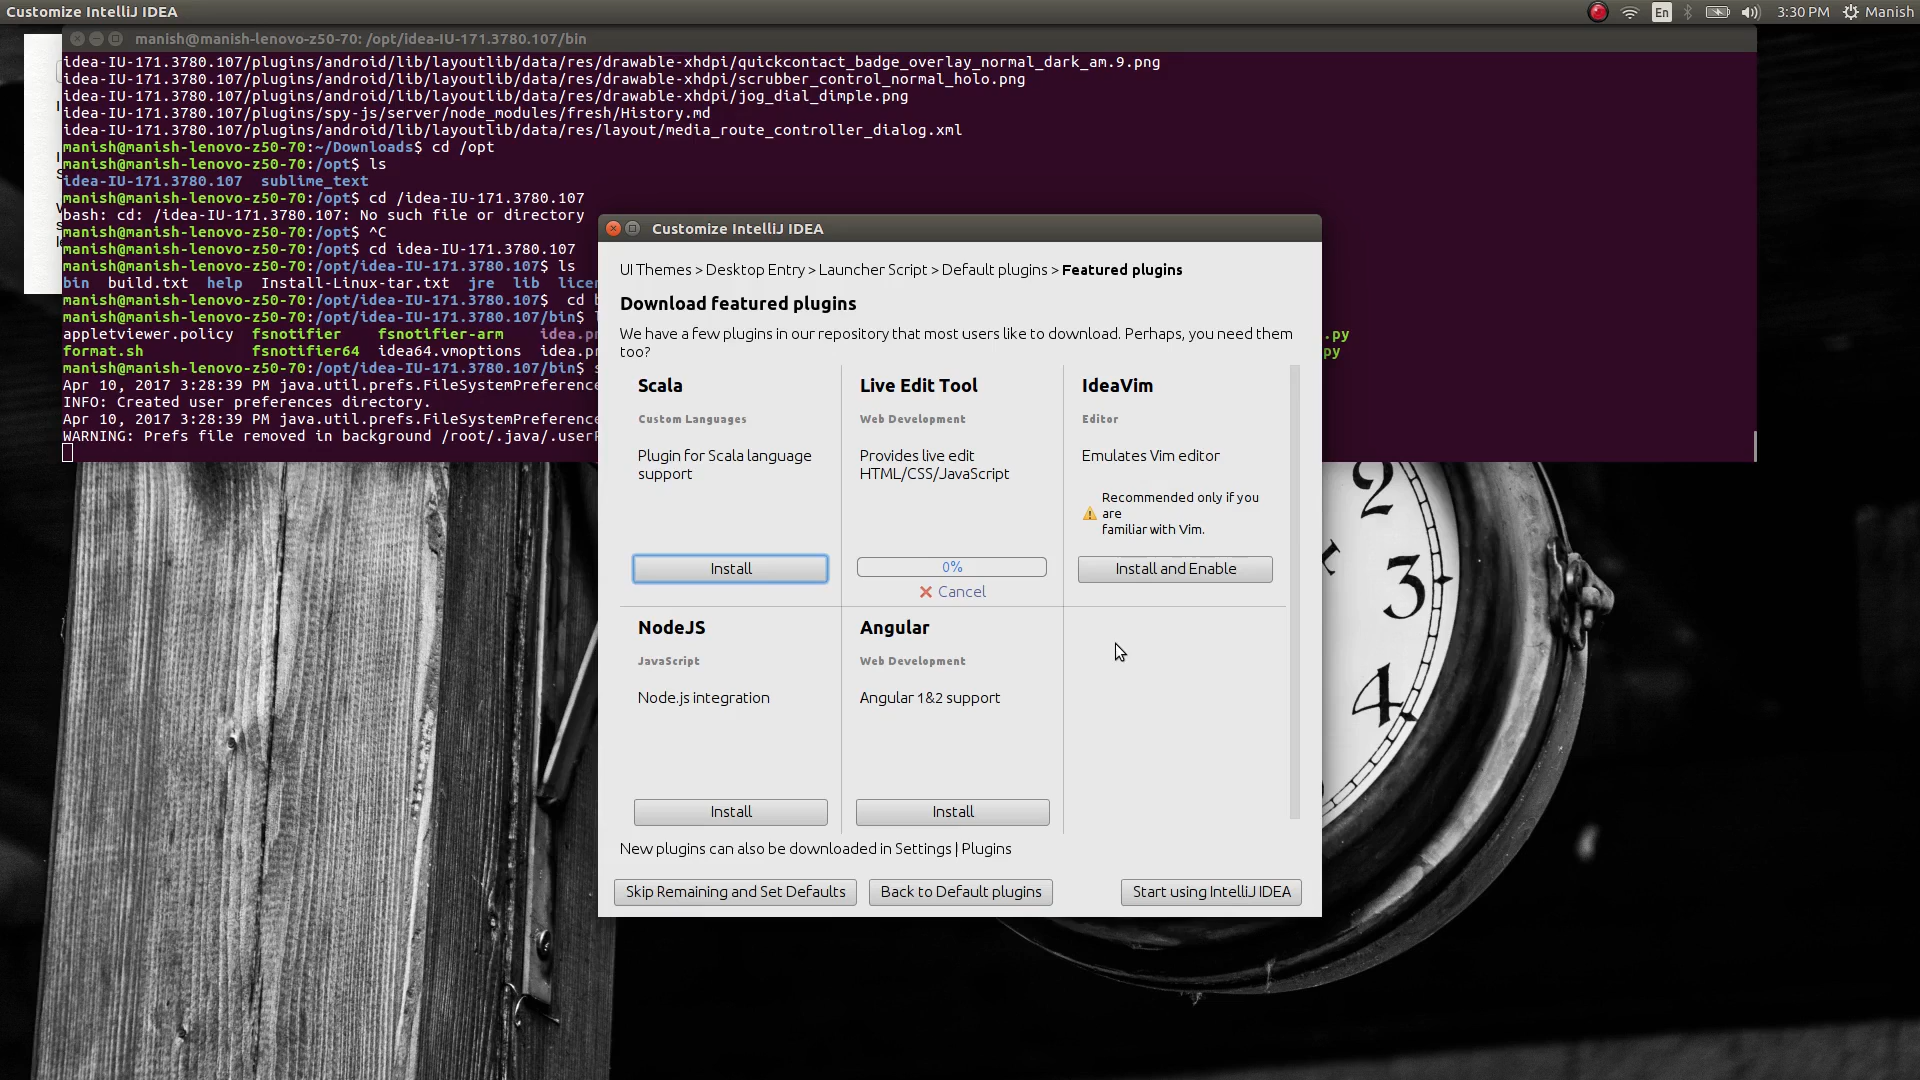 Customize IntelliJ IDEA
En
3:30 PM
Manish
manish@manish-lenovo-z50-70: /opt/idea-IU-171.3780.107/bin
idea-IU-171.3780.107/plugins/android/lib/layoutlib/data/res/drawable-xhdpi/quickcontact_badge_overlay_normal_dark_am.9.png
idea-IU-171.3780.107/plugins/android/lib/layoutlib/data/res/drawable-xhdpi/scrubber_control_normal_holo.png
idea-IU-171.3780.107/plugins/android/lib/layoutlib/data/res/drawable-xhdpi/jog_dial_dimple.png
idea-IU-171.3780.107/plugins/spy-js/server/node_modules/fresh/History.md
idea-IU-171.3780.107/plugins/android/lib/layoutlib/data/res/layout/media_route_controller_dialog.xml
manish@manish-lenovo-z50-70:~/Downloads$ cd /opt
manish@manish-lenovo-z50-70:/opt$ ls
idea-IU-171.3780.107  sublime_text
manish@manish-lenovo-z50-70:/opt$ cd /idea-IU-171.3780.107
bash: cd: /idea-IU-171.3780.107: No such file or directory
manish@manish-lenovo-z50-70:/opt$ ^C
manish@manish-lenovo-z50-70:/opt$ cd idea-IU-171.3780.107
manish@manish-lenovo-z50-70:/opt/idea-IU-171.3780.107$ ls
bin  build.txt  help  Install-Linux-tar.txt  jre  lib  licen
manish@manish-lenovo-z50-70:/opt/idea-IU-171.3780.107$  cd
manish@manish-lenovo-z50-70:/opt/idea-IU-171.3780.107/bin$
appletviewer.policy  fsnotifier    fsnotifier-arm    idea.p .py
format.sh            fsnotifier64  idea64.vmoptions  idea.pr py
manish@manish-lenovo-z50-70:/opt/idea-IU-171.3780.107/bin$ s
Apr 10, 2017 3:28:39 PM java.util.prefs.FileSystemPreference
INFO: Created user preferences directory.
Apr 10, 2017 3:28:39 PM java.util.prefs.FileSystemPreference
WARNING: Prefs file removed in background /root/.java/.user
Customize IntelliJ IDEA
UI Themes > Desktop Entry > Launcher Script > Default plugins > Featured plugins
Download featured plugins
We have a few plugins in our repository that most users like to download. Perhaps, you need them
too?
Scala
Custom Languages
Plugin for Scala language
support
Install
Live Edit Tool
Web Development
Provides live edit
HTML/CSS/JavaScript
0%
Cancel
IdeaVim
Editor
Emulates Vim editor
Recommended only if you
are
familiar with Vim.
Install and Enable
NodeJS
JavaScript
Node.js integration
Install
Angular
Web Development
Angular 1&2 support
Install
New plugins can also be downloaded in Settings | Plugins
Skip Remaining and Set Defaults
Back to Default plugins
Start using IntelliJ IDEA
2
3
4